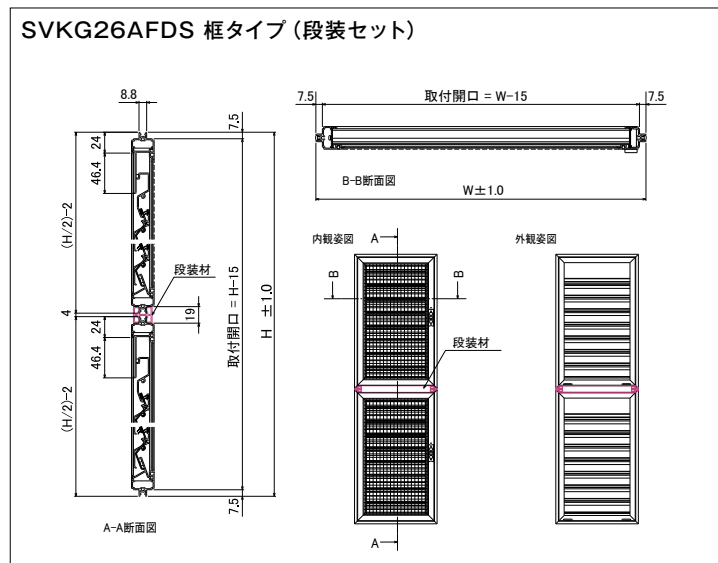 SVKG26AFDS 框タイプ（段装セット）
8.8
7.5
24
46.4
(H/2)-2
段装材
4
19
24
46.4
(H/2)-2
取付開口 = H-15
H ±1.0
7.5
A-A断面図
7.5
取付開口 = W-15
7.5
B-B断面図
W±1.0
内観姿図
A
外観姿図
B
B
段装材
A